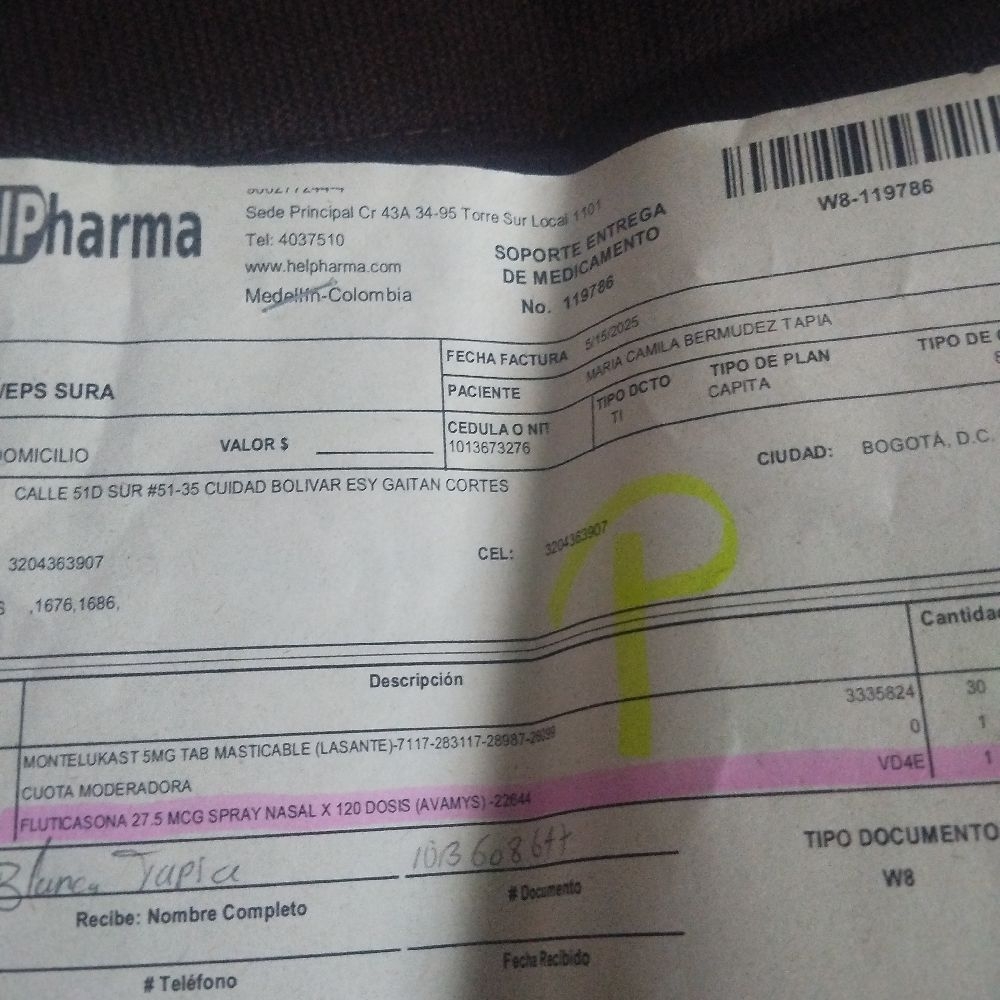 Pharma
Sede Principal Cr 43A 34-95 Torre Sur Local 1101
Tel: 4037510
www.helpharma.com
Medellín-Colombia
SOPORTE ENTREGA
DE MEDICAMENTO
No. 119786
W8-119786
FECHA FACTURA 5/15/2025
/EPS SURA
PACIENTE MARIA CAMILA BERMUDEZ TAPIA
TIPO DCTO TIPO DE PLAN TIPO DE
TI CAPITA
CEDULA O NIT
1013673276
OMICILIO VALOR $
CIUDAD: BOGOTÁ, D.C.
CALLE 51D SUR #51-35 CUIDAD BOLIVAR ESY GAITAN CORTES
3204363907 CEL: 3204363907
S ,1676,1686,
P
Descripción Cantidad
MONTELUKAST 5MG TAB MASTICABLE (LASANTE)-7117-283117-28987-28099 3335824 30
CUOTA MODERADORA 0 1
FLUTICASONA 27.5 MCG SPRAY NASAL X 120 DOSIS (AVAMYS) -22644 VD4E 1
Blanca Tapia
Recibe: Nombre Completo # Documento
TIPO DOCUMENTO
W8
# Teléfono Fecha Recibido